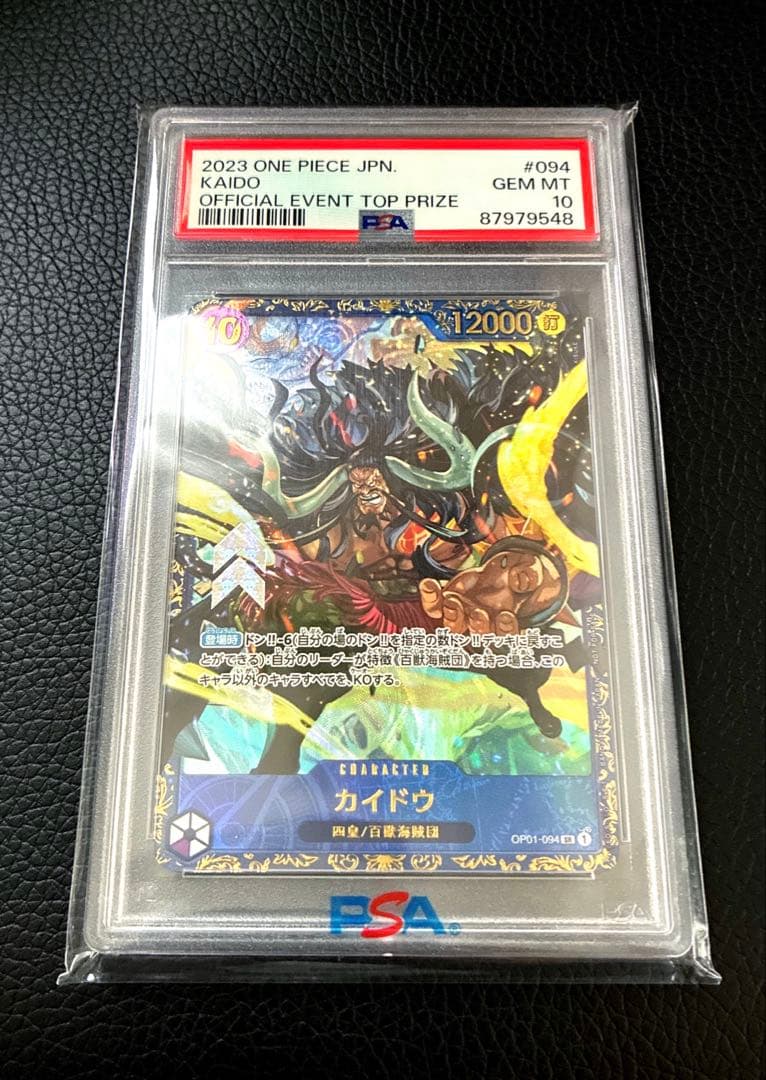 2023 ONE PIECE JPN. #094
KAIDO GEM MT
OFFICIAL EVENT TOP PRIZE 10
87979548
PSA
10 12000 打
登場時 ドン!!-6(自分の場のドン!!を指定の数ドン!!デッキに戻すこ
とができる):自分のリーダーが特徴《百獣海賊団》を持つ場合、この
キャラ以外のキャラすべてを、KOする。
CHARACTER
カイドウ
四皇/百獣海賊団
OP01-094 SR 1
PSA